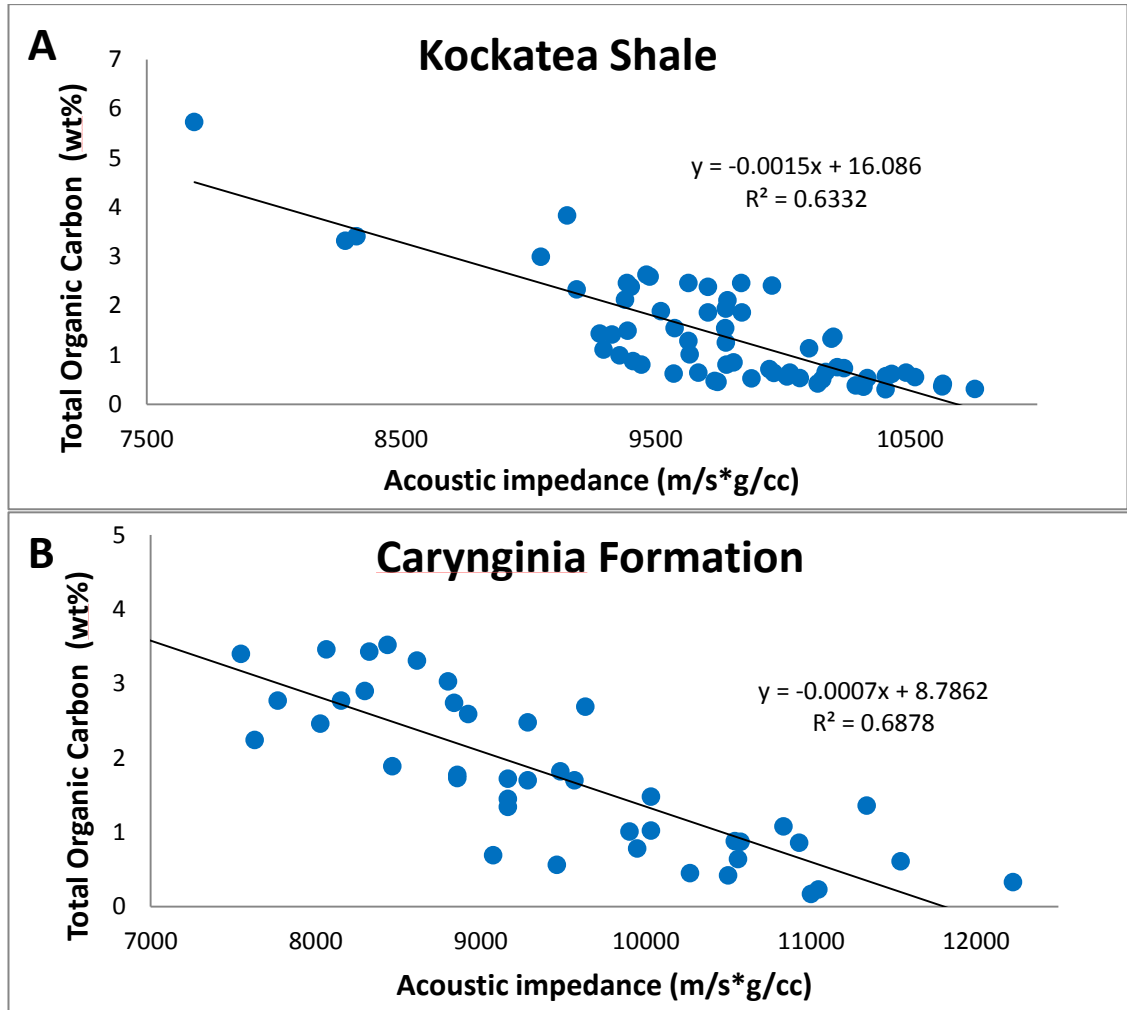 A
Kockatea Shale
Total Organic Carbon (wt%)
7
6
5
4
3
2
1
0
y = -0.0015x + 16.086
R² = 0.6332
7500 8500 9500 10500
Acoustic impedance (m/s*g/cc)
B
Carynginia Formation
Total Organic Carbon (wt%)
5
4
3
2
1
0
y = -0.0007x + 8.7862
R² = 0.6878
7000 8000 9000 10000 11000 12000
Acoustic impedance (m/s*g/cc)